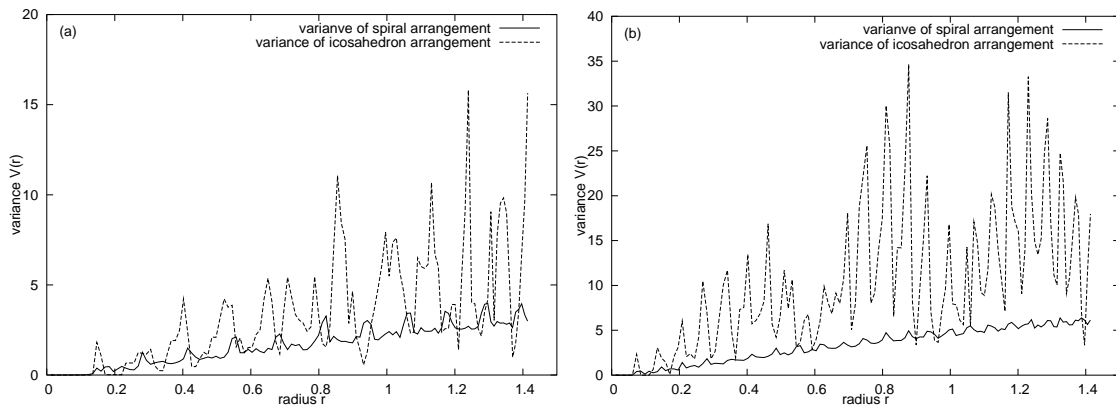 (a)
varianve of spiral arrangement
variance of icosahedron arrangement
20
15
10
5
0
variance V(r)
0 0.2 0.4 0.6 0.8 1 1.2 1.4
radius r
(b)
varianve of spiral arrangement
variance of icosahedron arrangement
40
35
30
25
20
15
10
5
0
variance V(r)
0 0.2 0.4 0.6 0.8 1 1.2 1.4
radius r